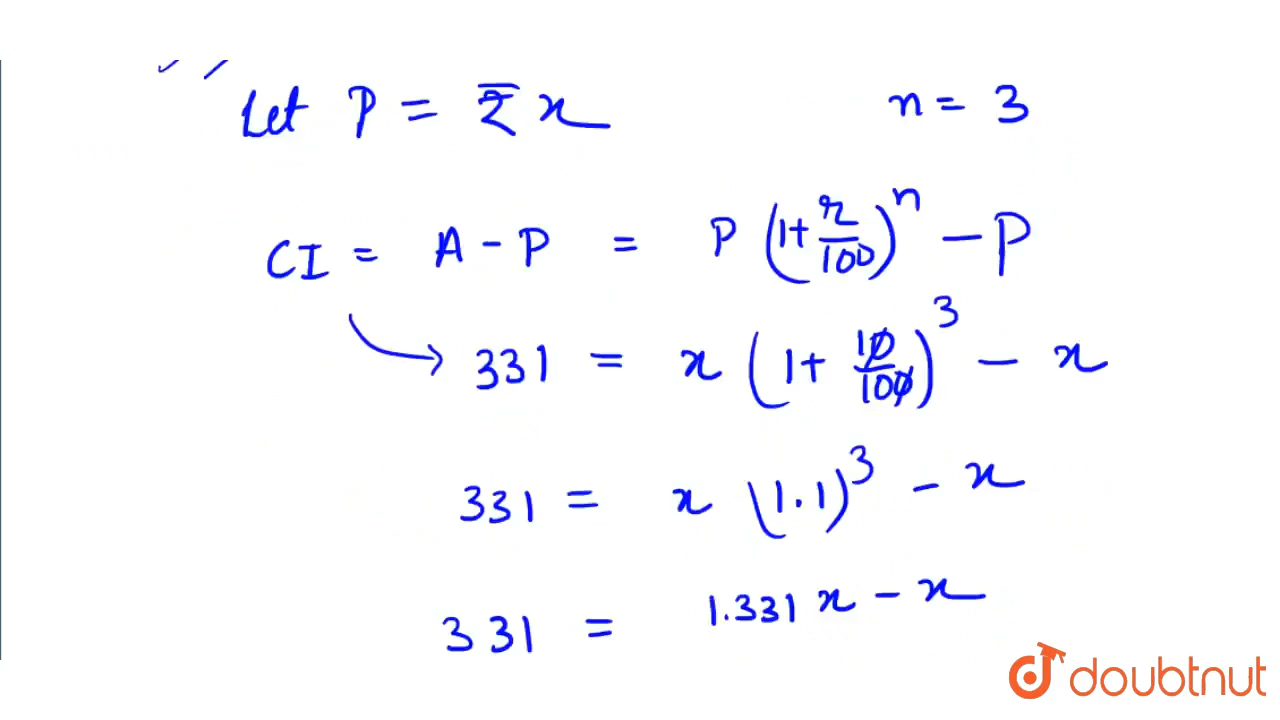 Let P = ₹ x n = 3
CI = A - P = P (1 + r/100)^n - P
331 = x (1 + 10/100)^3 - x
331 = x (1.1)^3 - x
331 = 1.331 x - x
doubtnut